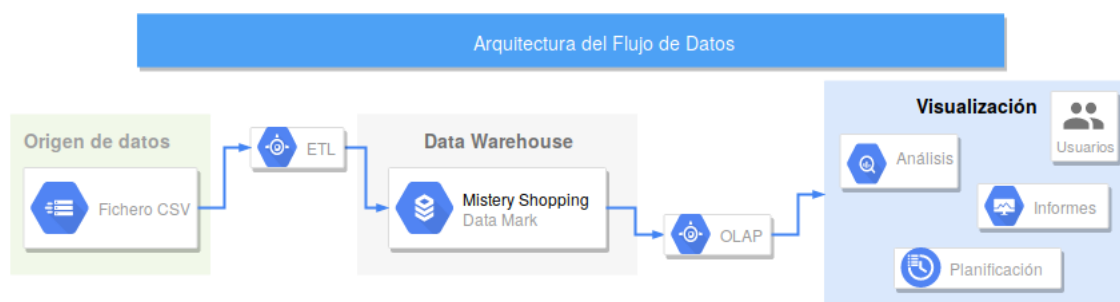 Arquitectura del Flujo de Datos
Origen de datos
Fichero CSV
ETL
Data Warehouse
Mistery Shopping
Data Mark
OLAP
Visualización
Usuarios
Análisis
Informes
Planificación